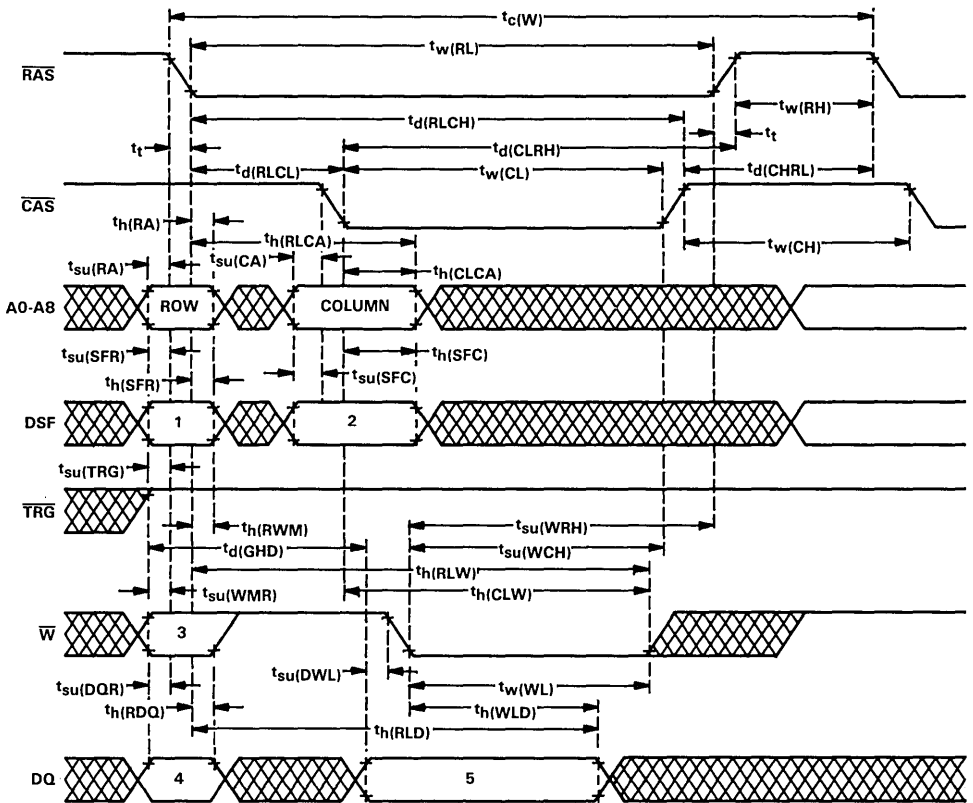 tc(W)
tw(RL)
RAS
td(RLCH)
tw(RH)
tt
td(CLRH)
tt
td(RLCL)
tw(CL)
td(CHRL)
CAS
th(RA)
th(RLCA)
tw(CH)
tsu(RA)
tsu(CA)
th(CLCA)
A0-A8
ROW
COLUMN
tsu(SFR)
th(SFC)
th(SFR)
tsu(SFC)
DSF
1
2
tsu(TRG)
TRG
th(RWM)
tsu(WRH)
td(GHD)
tsu(WCH)
th(RLW)
tsu(WMR)
th(CLW)
W
3
tsu(DWL)
tsu(DQR)
tw(WL)
th(RDQ)
th(WLD)
th(RLD)
DQ
4
5